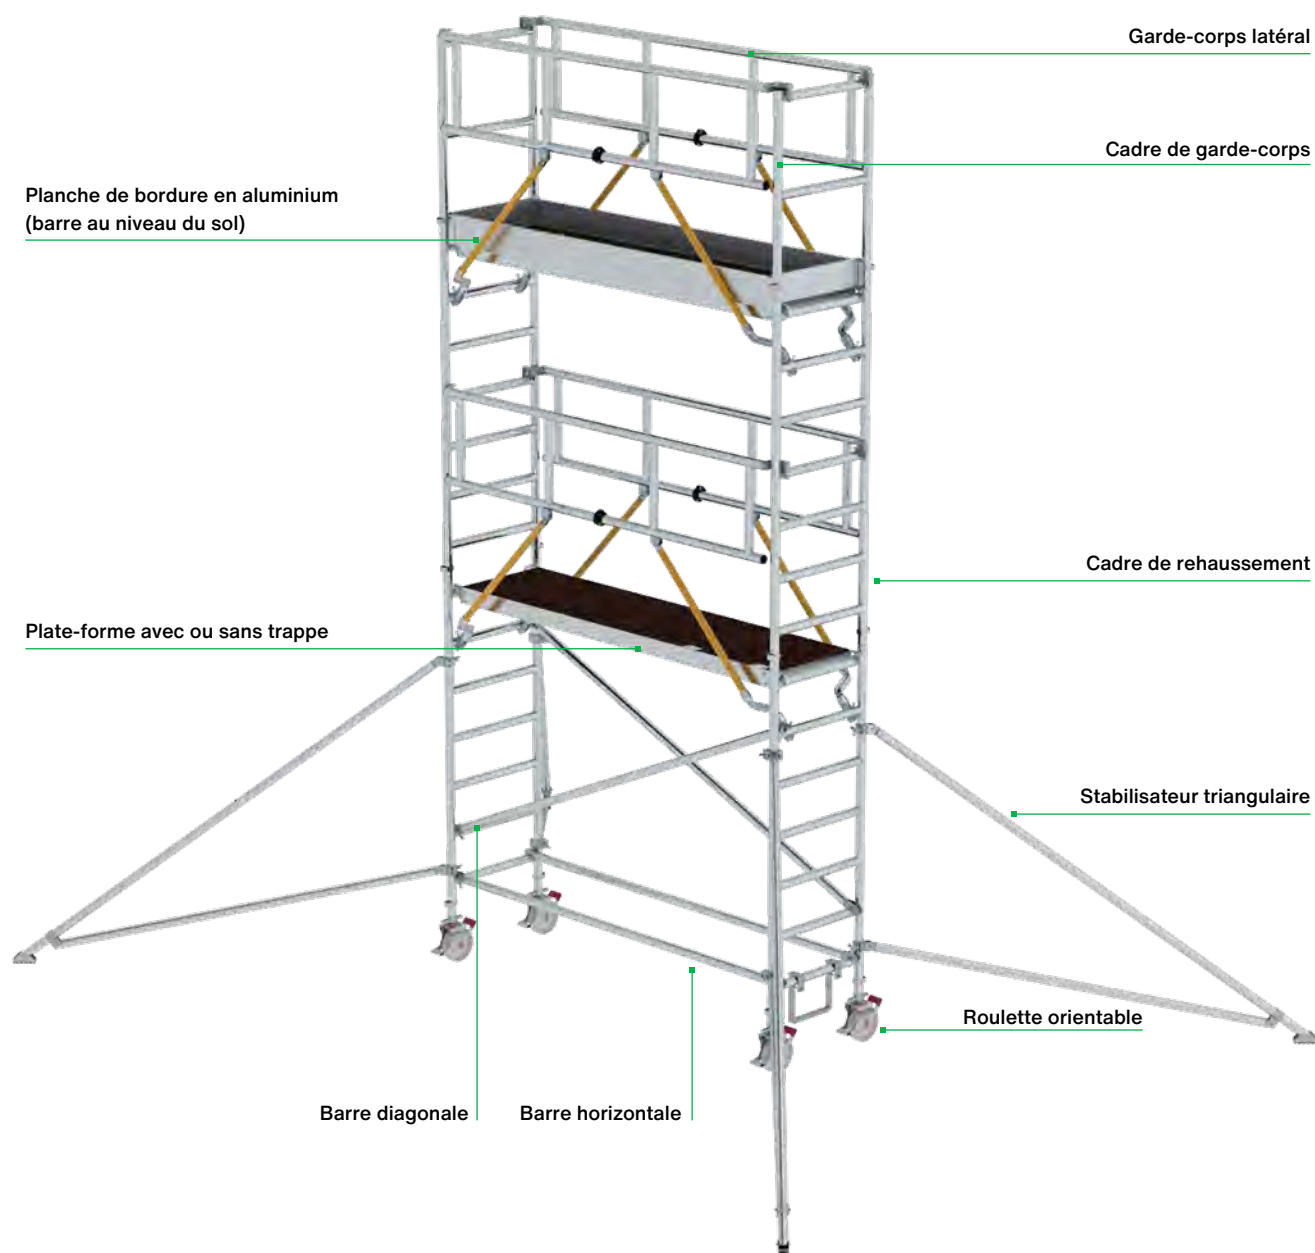 Garde-corps latéral
Cadre de garde-corps
Planche de bordure en aluminium
(barre au niveau du sol)
Cadre de rehaussement
Plate-forme avec ou sans trappe
Stabilisateur triangulaire
Roulette orientable
Barre diagonale
Barre horizontale